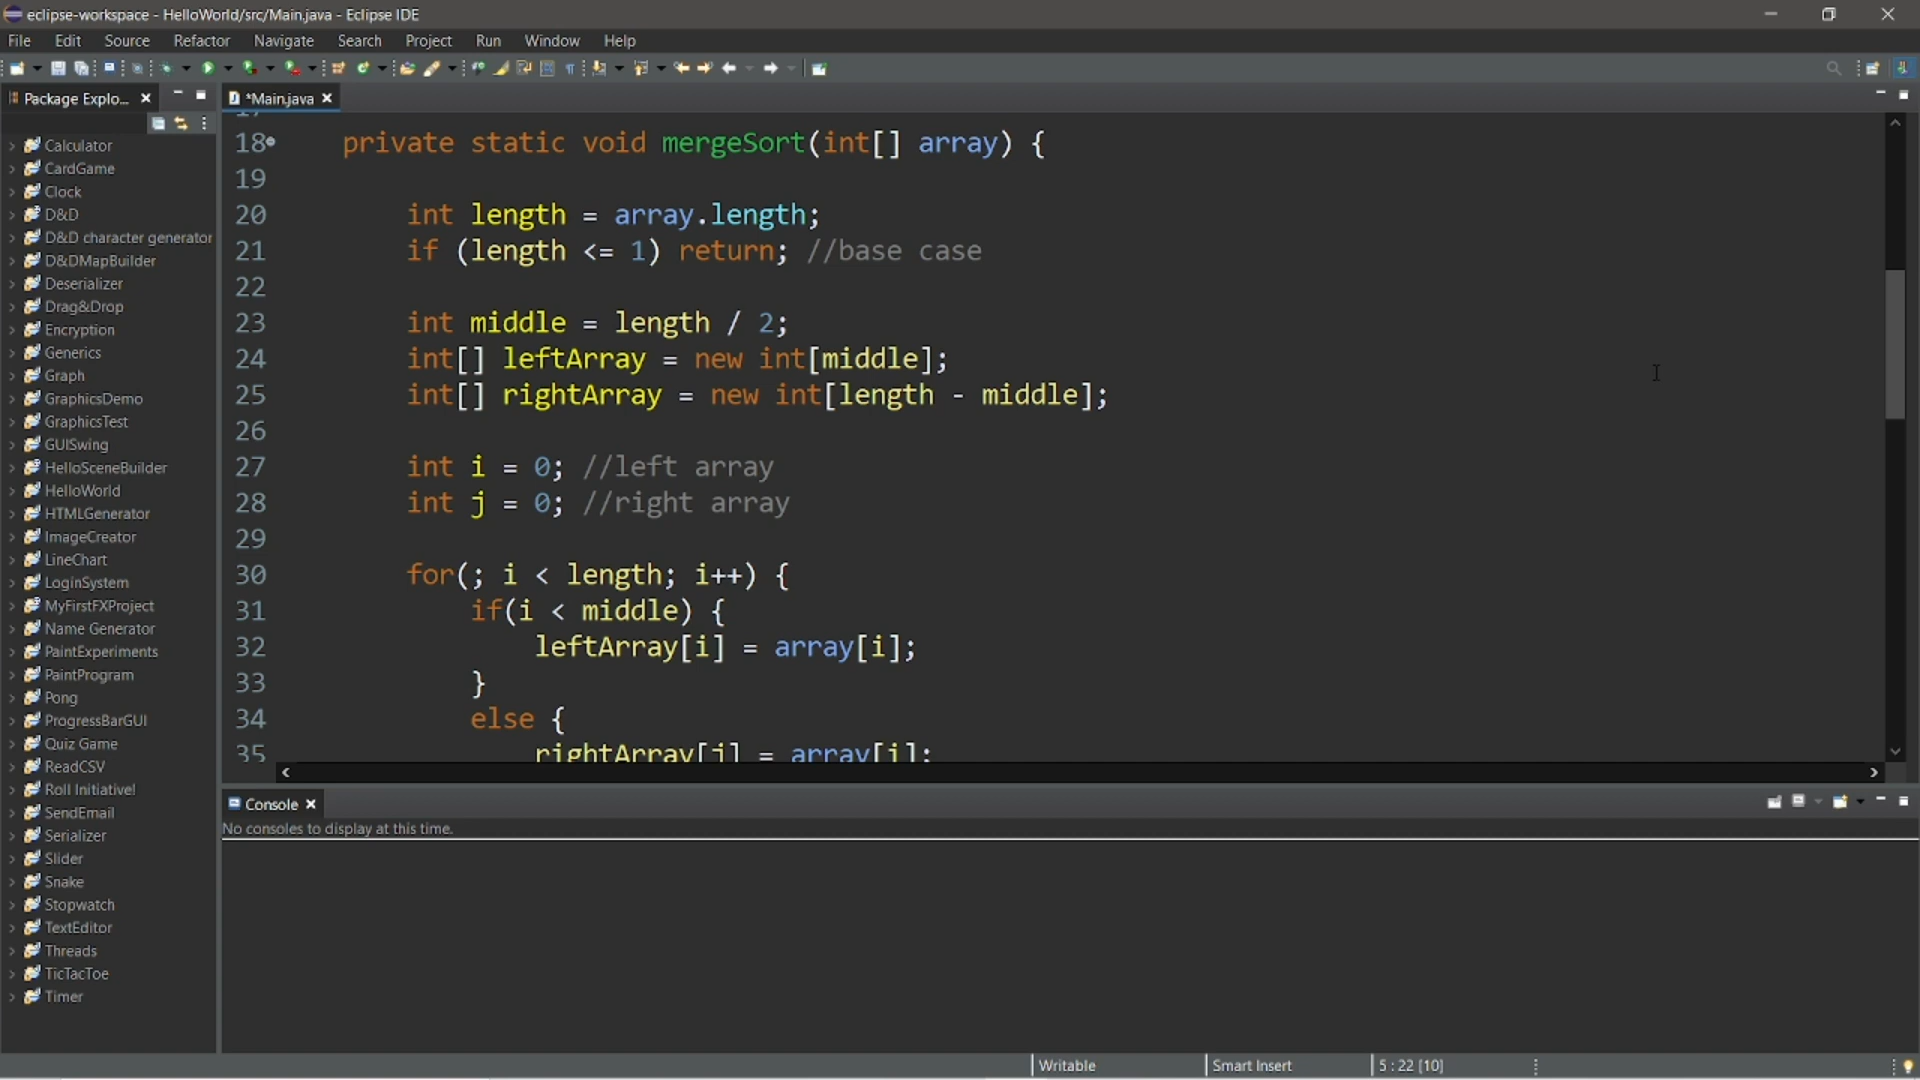 eclipse-workspace - HelloWorld/src/Main.java - Eclipse IDE
File Edit Source Refactor Navigate Search Project Run Window Help
Package Explo...
*Main.java
Calculator
CardGame
Clock
D&D
D&D character generator
D&DMapBuilder
Deserializer
Drag&Drop
Encryption
Generics
Graph
GraphicsDemo
GraphicsTest
GUISwing
HelloSceneBuilder
HelloWorld
HTMLGenerator
ImageCreator
LineChart
LoginSystem
MyFirstFXProject
Name Generator
PaintExperiments
PaintProgram
Pong
ProgressBarGUI
Quiz Game
ReadCSV
Roll Initiative!
SendEmail
Serializer
Slider
Snake
Stopwatch
TextEditor
Threads
TicTacToe
Timer
17
18 private static void mergeSort(int[] array) {
19
20 int length = array.length;
21 if (length <= 1) return; //base case
22
23 int middle = length / 2;
24 int[] leftArray = new int[middle];
25 int[] rightArray = new int[length - middle];
26
27 int i = 0; //left array
28 int j = 0; //right array
29
30 for(; i < length; i++) {
31 if(i < middle) {
32 leftArray[i] = array[i];
33 }
34 else {
35 rightArray[j] = array[i];
Console
No consoles to display at this time.
Writable Smart Insert 5 : 22 [10]